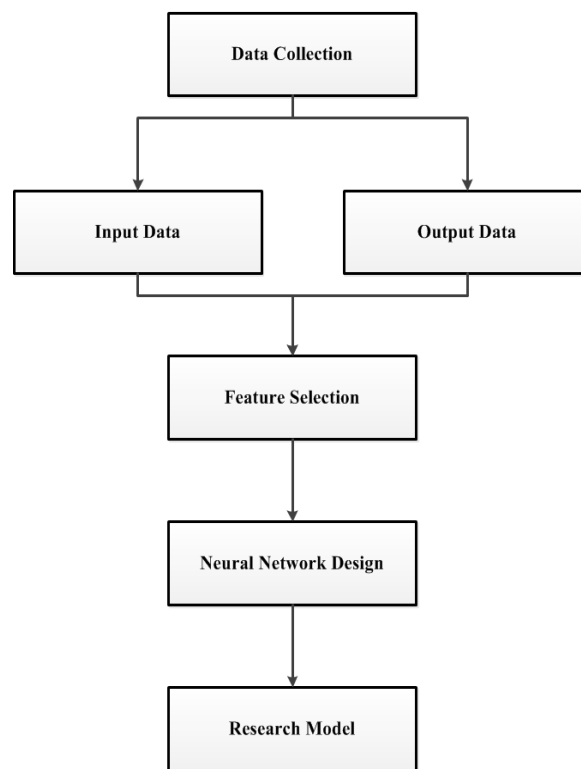 Data Collection
Input Data
Output Data
Feature Selection
Neural Network Design
Research Model